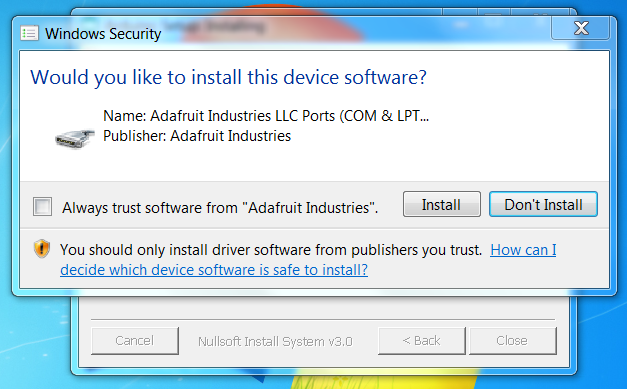 Windows Security
Would you like to install this device software?
Name: Adafruit Industries LLC Ports (COM & LPT...
Publisher: Adafruit Industries
Always trust software from "Adafruit Industries".
Install
Don't Install
You should only install driver software from publishers you trust. How can I
decide which device software is safe to install?
Cancel
Nullsoft Install System v3.0
< Back
Close